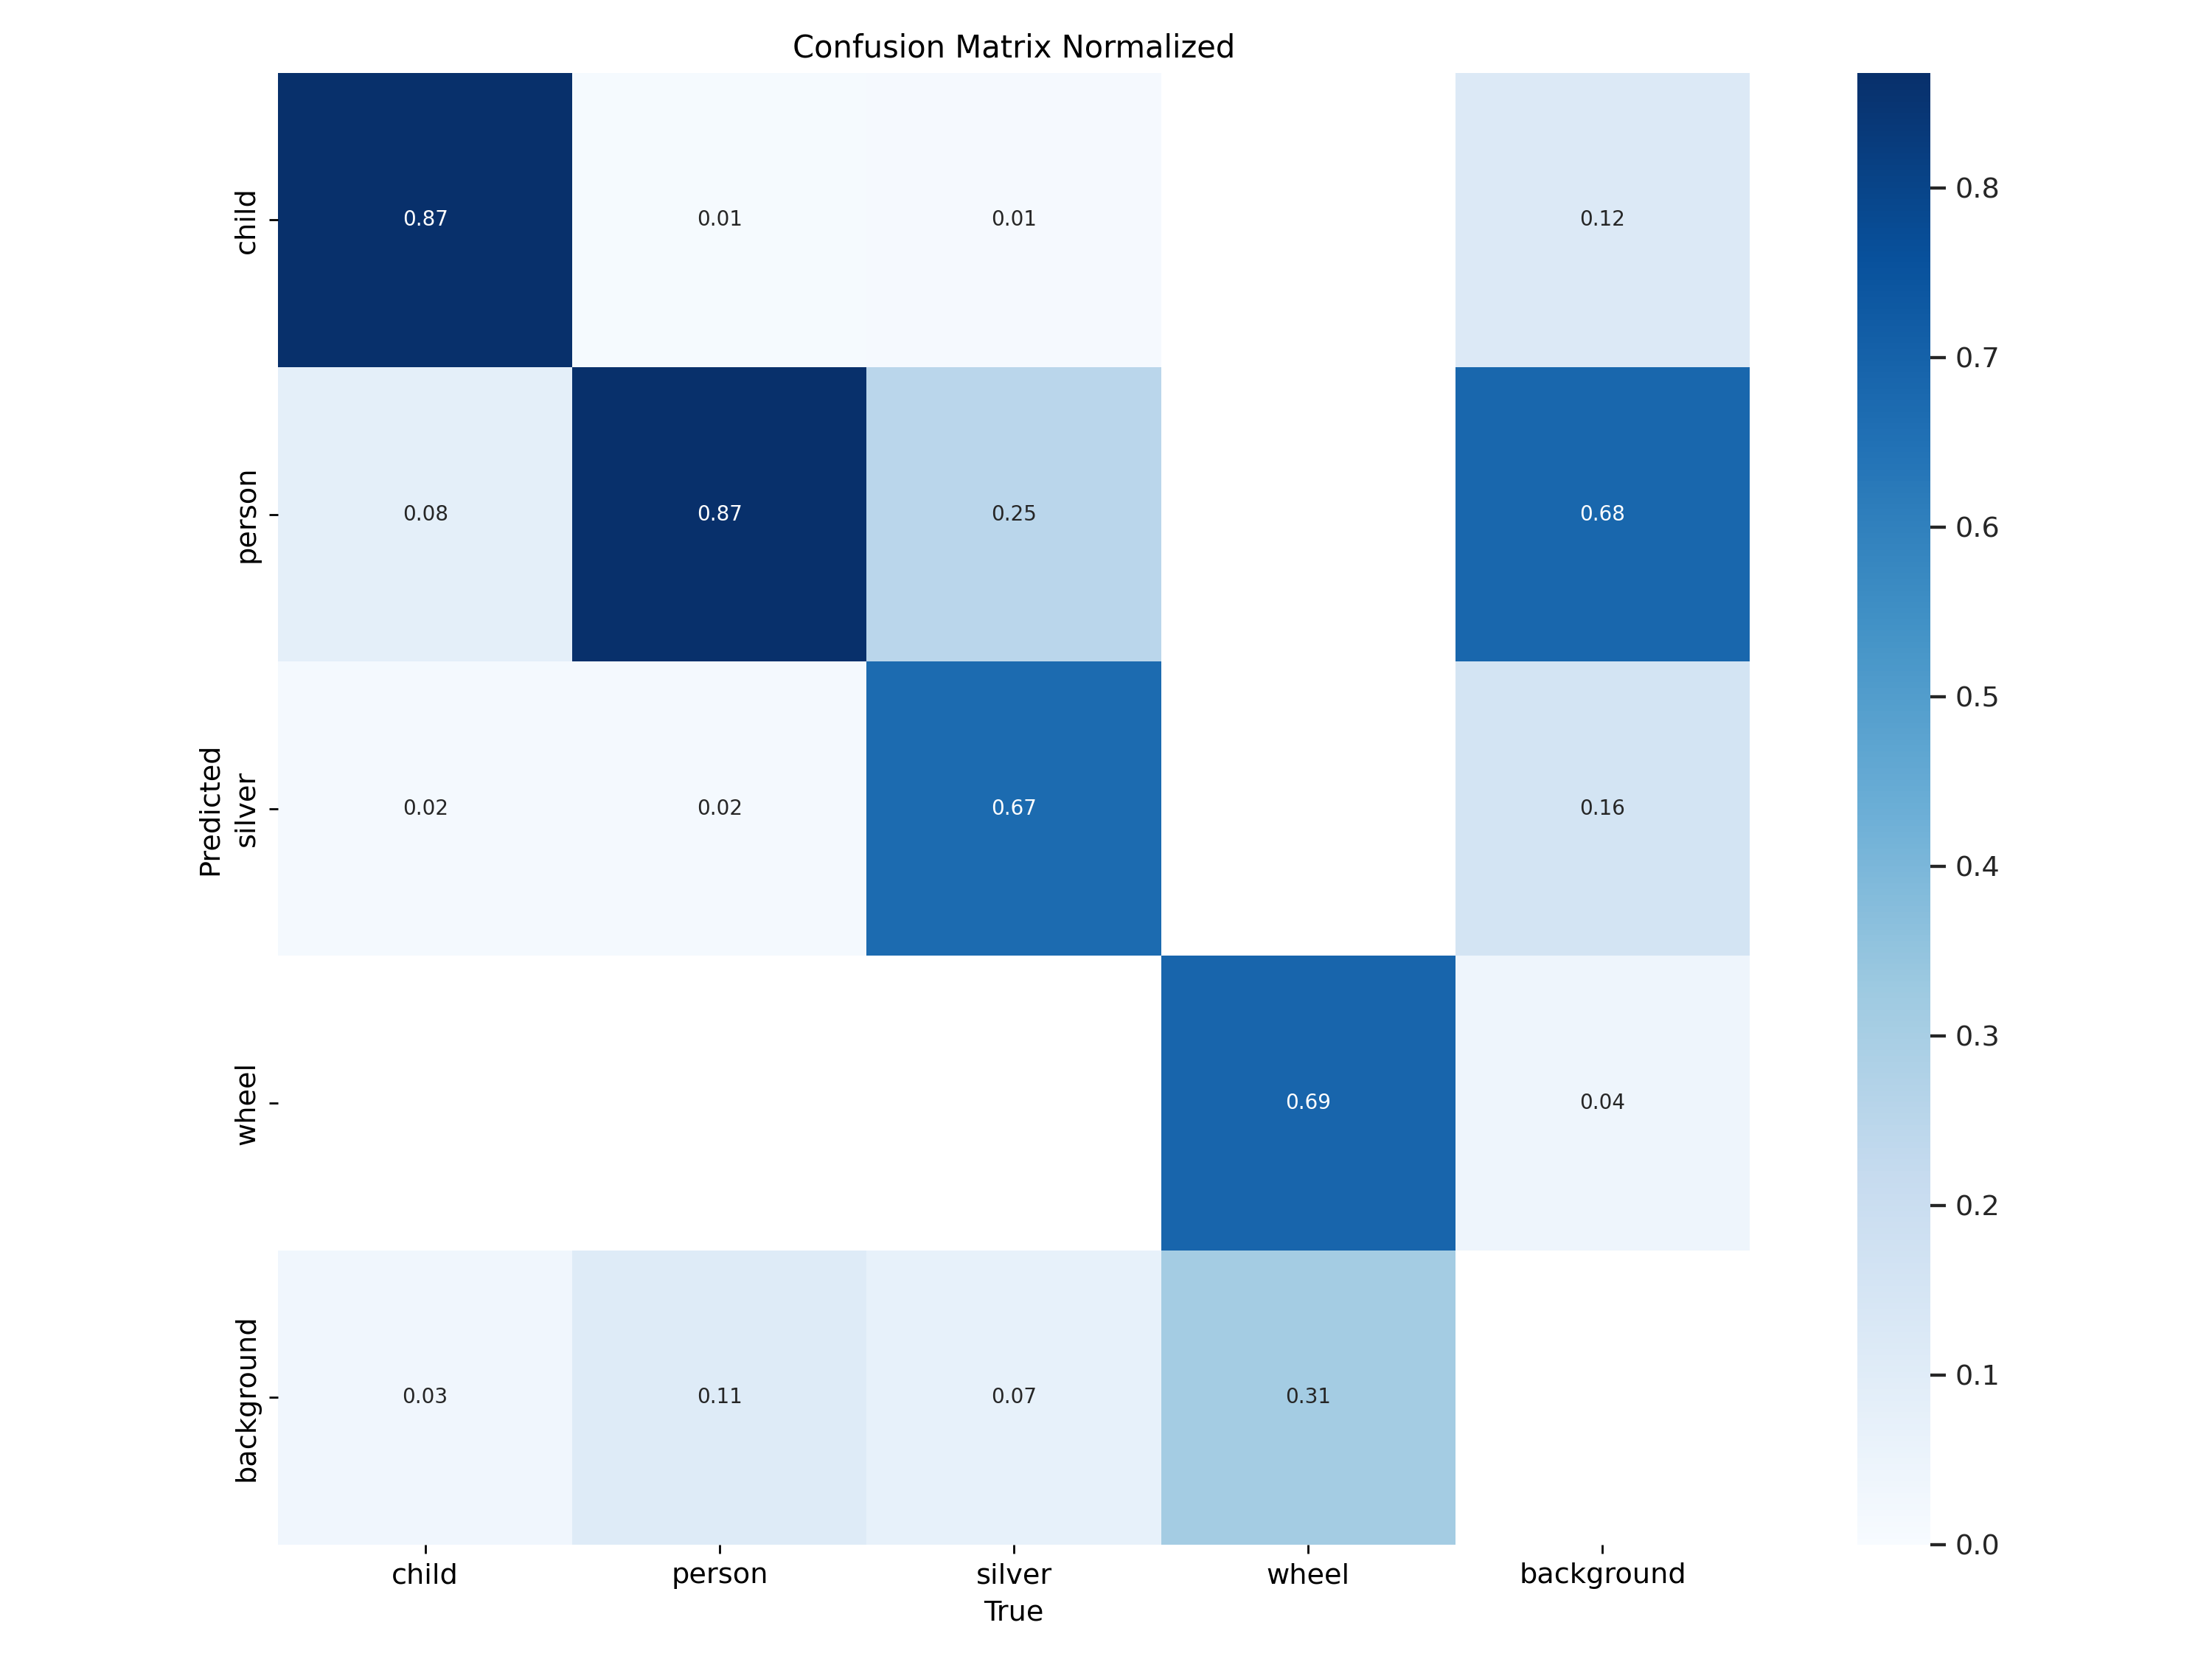 Confusion Matrix Normalized
child 0.87 0.01 0.01 0.12
person 0.08 0.87 0.25 0.68
silver 0.02 0.02 0.67 0.16
wheel 0.69 0.04
background 0.03 0.11 0.07 0.31
Predicted
child person silver wheel background
True
0.8
0.7
0.6
0.5
0.4
0.3
0.2
0.1
0.0